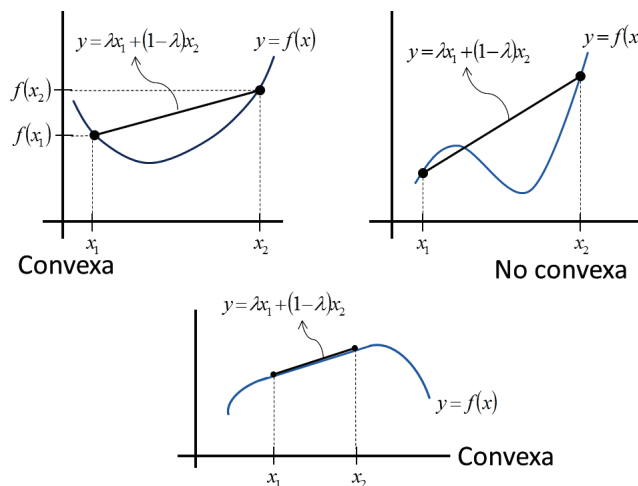 y = λx₁ + (1−λ)x₂
y = f(x)
f(x₂)
f(x₁)
x₁
x₂
Convexa
y = λx₁ + (1−λ)x₂
y = f(x
x₁
x₂
No convexa
y = λx₁ + (1−λ)x₂
y = f(x)
x₁
x₂
Convexa